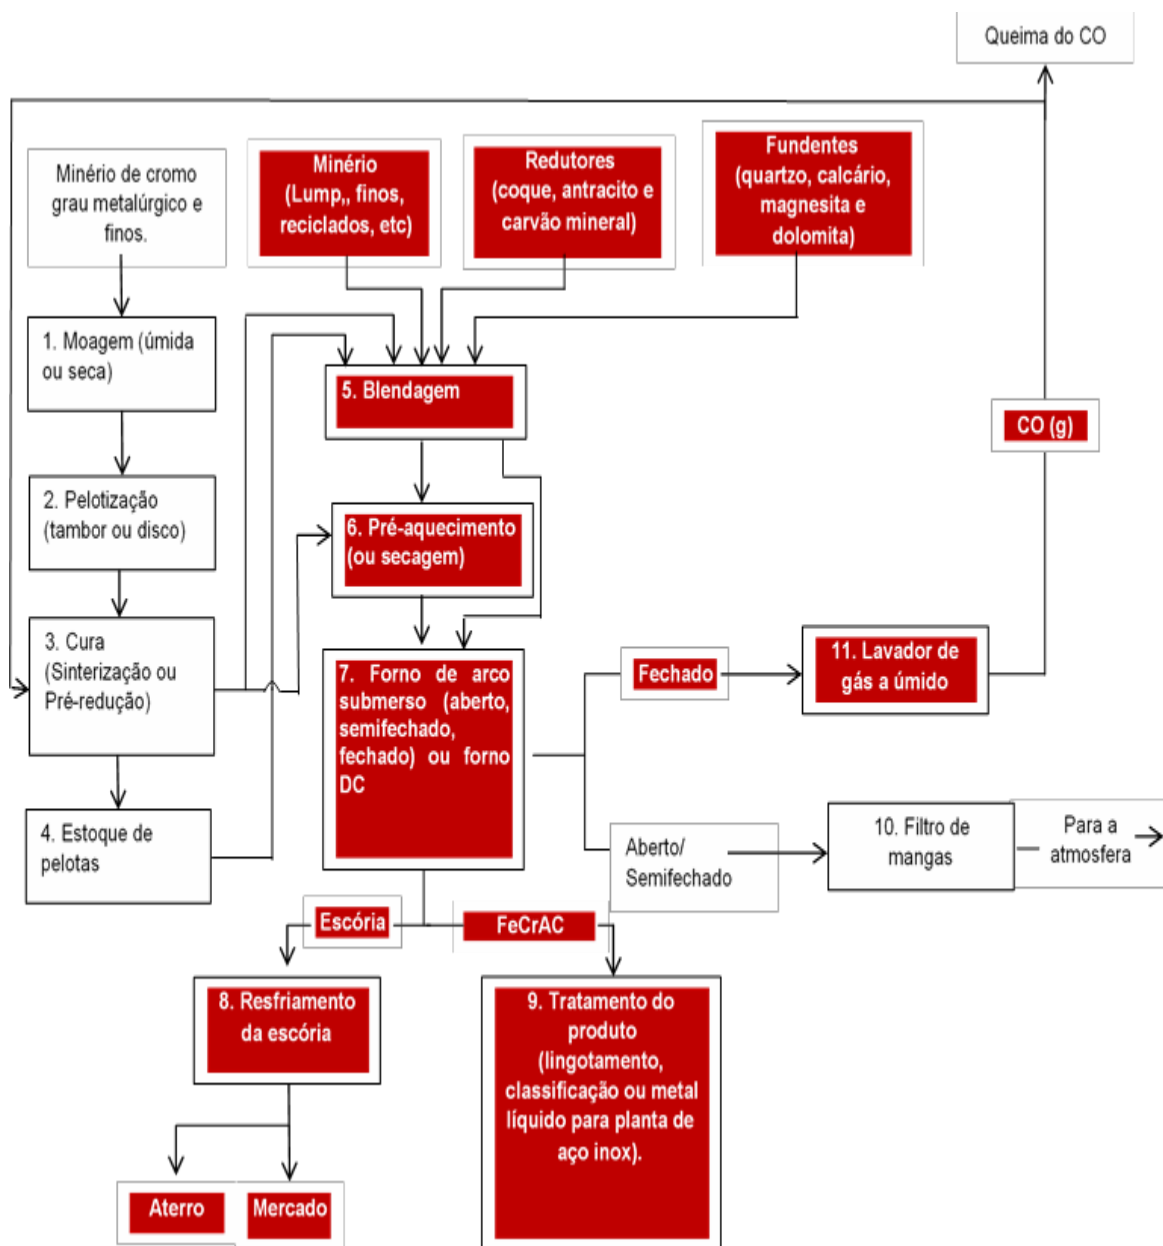 Queima do CO
Minério de cromo
grau metalúrgico e
finos.
Minério
(Lump,, finos,
reciclados, etc)
Redutores
(coque, antracito e
carvão mineral)
Fundentes
(quartzo, calcário,
magnesita e
dolomita)
1. Moagem (úmida
ou seca)
5. Blendagem
CO (g)
2. Pelotização
(tambor ou disco)
6. Pré-aquecimento
(ou secagem)
3. Cura
(Sinterização ou
Pré-redução)
7. Forno de arco
submerso (aberto,
semifechado,
fechado) ou forno
DC
Fechado
11. Lavador de
gás a úmido
4. Estoque de
pelotas
Aberto/
Semifechado
10. Filtro de
mangas
Para a
atmosfera
Escória
FeCrAC
8. Resfriamento
da escória
9. Tratamento do
produto
(lingotamento,
classificação ou metal
líquido para planta de
aço inox).
Aterro
Mercado